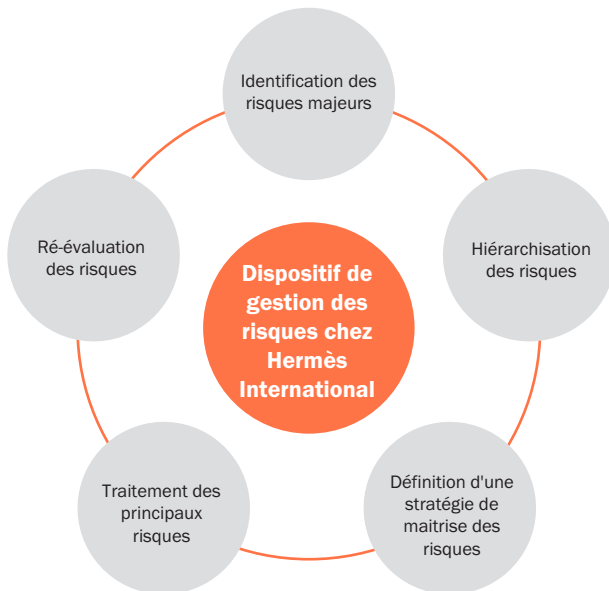 Identification des
risques majeurs
Hiérarchisation
des risques
Définition d'une
stratégie de
maitrise des
risques
Traitement des
principaux
risques
Ré-évaluation
des risques
Dispositif de
gestion des
risques chez
Hermès
International